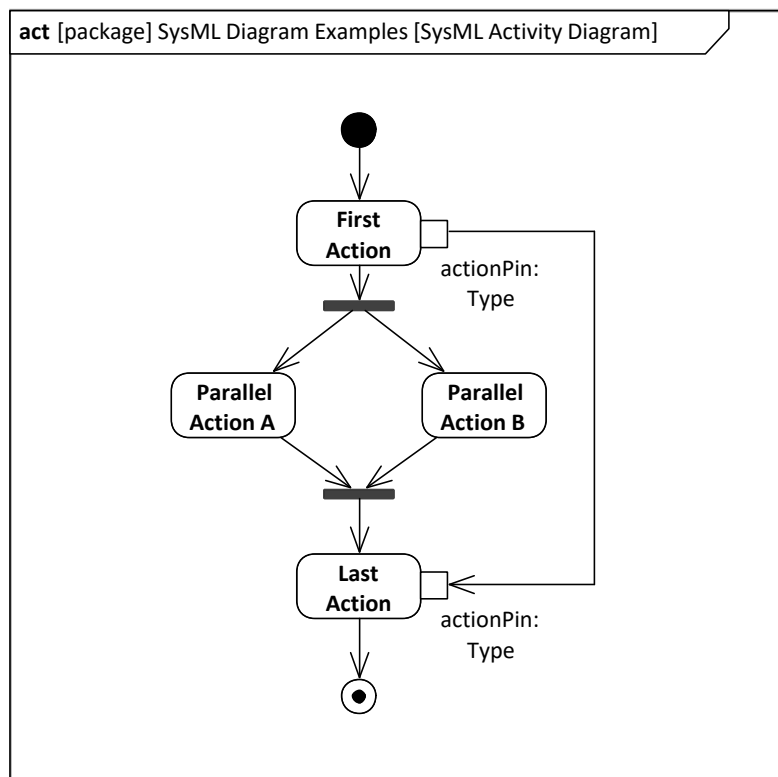 act [package] SysML Diagram Examples [SysML Activity Diagram]
First
Action
actionPin:
Type
Parallel
Action A
Parallel
Action B
Last
Action
actionPin:
Type